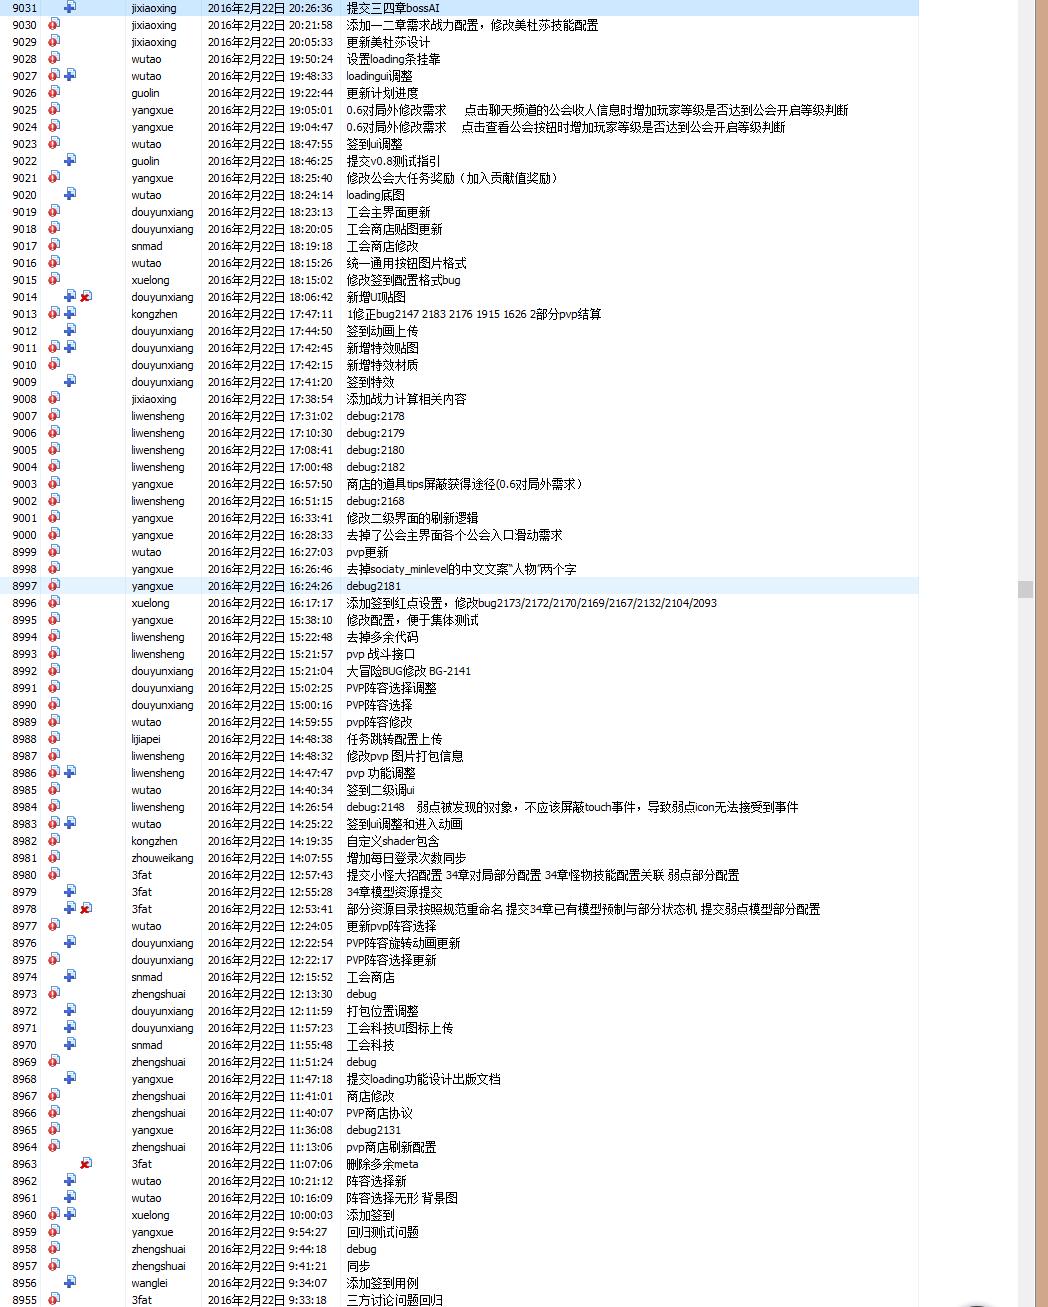 9031 jixiaoxing 2016年2月22日 20:26:36 提交三四章bossAI
9030 jixiaoxing 2016年2月22日 20:21:58 添加一二章需求战力配置，修改美杜莎技能配置
9029 jixiaoxing 2016年2月22日 20:05:33 更新美杜莎设计
9028 wutao 2016年2月22日 19:50:24 设置loading条挂靠
9027 wutao 2016年2月22日 19:48:33 loadingui调整
9026 guolin 2016年2月22日 19:22:44 更新计划进度
9025 yangxue 2016年2月22日 19:05:01 0.6对局外修改需求 点击聊天频道的公会收人信息时增加玩家等级是否达到公会开启等级判断
9024 yangxue 2016年2月22日 19:04:47 0.6对局外修改需求 点击查看公会按钮时增加玩家等级是否达到公会开启等级判断
9023 wutao 2016年2月22日 18:47:55 签到ui调整
9022 guolin 2016年2月22日 18:46:25 提交v0.8测试指引
9021 yangxue 2016年2月22日 18:25:40 修改公会大任务奖励（加入贡献值奖励）
9020 wutao 2016年2月22日 18:24:14 loading底图
9019 douyunxiang 2016年2月22日 18:23:13 工会主界面更新
9018 douyunxiang 2016年2月22日 18:20:05 工会商店贴图更新
9017 snmad 2016年2月22日 18:19:18 工会商店修改
9016 wutao 2016年2月22日 18:15:26 统一通用按钮图片格式
9015 xuelong 2016年2月22日 18:15:02 修改签到配置格式bug
9014 douyunxiang 2016年2月22日 18:06:42 新增UI贴图
9013 kongzhen 2016年2月22日 17:47:11 1修正bug2147 2183 2176 1915 1626 2部分pvp结算
9012 douyunxiang 2016年2月22日 17:44:50 签到动画上传
9011 douyunxiang 2016年2月22日 17:42:45 新增特效贴图
9010 douyunxiang 2016年2月22日 17:42:15 新增特效材质
9009 douyunxiang 2016年2月22日 17:41:20 签到特效
9008 jixiaoxing 2016年2月22日 17:38:54 添加战力计算相关内容
9007 liwensheng 2016年2月22日 17:31:02 debug:2178
9006 liwensheng 2016年2月22日 17:10:30 debug:2179
9005 liwensheng 2016年2月22日 17:08:41 debug:2180
9004 liwensheng 2016年2月22日 17:00:48 debug:2182
9003 yangxue 2016年2月22日 16:57:50 商店的道具tips屏蔽获得途径(0.6对局外需求）
9002 liwensheng 2016年2月22日 16:51:15 debug:2168
9001 yangxue 2016年2月22日 16:33:41 修改二级界面的刷新逻辑
9000 yangxue 2016年2月22日 16:28:33 去掉了公会主界面各个公会入口滑动需求
8999 wutao 2016年2月22日 16:27:03 pvp更新
8998 yangxue 2016年2月22日 16:26:46 去掉sociaty_minlevel的中文文案“人物”两个字
8997 yangxue 2016年2月22日 16:24:26 debug2181
8996 xuelong 2016年2月22日 16:17:17 添加签到红点设置，修改bug2173/2172/2170/2169/2167/2132/2104/2093
8995 yangxue 2016年2月22日 15:38:10 修改配置，便于集体测试
8994 liwensheng 2016年2月22日 15:22:48 去掉多余代码
8993 liwensheng 2016年2月22日 15:21:57 pvp 战斗接口
8992 douyunxiang 2016年2月22日 15:21:04 大冒险BUG修改 BG-2141
8991 douyunxiang 2016年2月22日 15:02:25 PVP阵容选择调整
8990 douyunxiang 2016年2月22日 15:00:16 PVP阵容选择
8989 wutao 2016年2月22日 14:59:55 pvp阵容修改
8988 lijiapei 2016年2月22日 14:48:38 任务跳转配置上传
8987 liwensheng 2016年2月22日 14:48:32 修改pvp 图片打包信息
8986 liwensheng 2016年2月22日 14:47:47 pvp 功能调整
8985 wutao 2016年2月22日 14:40:34 签到二级调ui
8984 liwensheng 2016年2月22日 14:26:54 debug:2148 弱点被发现的对象，不应该屏蔽touch事件，导致弱点icon无法接受到事件
8983 wutao 2016年2月22日 14:25:22 签到ui调整和进入动画
8982 kongzhen 2016年2月22日 14:19:35 自定义shader包含
8981 zhouweikang 2016年2月22日 14:07:55 增加每日登录次数同步
8980 3fat 2016年2月22日 12:57:43 提交小怪大招配置 34章对局部分配置 34章怪物技能配置关联 弱点部分配置
8979 3fat 2016年2月22日 12:55:28 34章模型资源提交
8978 3fat 2016年2月22日 12:53:41 部分资源目录按照规范重命名 提交34章已有模型预制与部分状态机 提交弱点模型部分配置
8977 wutao 2016年2月22日 12:24:05 更新pvp阵容选择
8976 douyunxiang 2016年2月22日 12:22:54 PVP阵容旋转动画更新
8975 douyunxiang 2016年2月22日 12:22:17 PVP阵容选择更新
8974 snmad 2016年2月22日 12:15:52 工会商店
8973 zhengshuai 2016年2月22日 12:13:30 debug
8972 douyunxiang 2016年2月22日 12:11:59 打包位置调整
8971 douyunxiang 2016年2月22日 11:57:23 工会科技UI图标上传
8970 snmad 2016年2月22日 11:55:48 工会科技
8969 zhengshuai 2016年2月22日 11:51:24 debug
8968 yangxue 2016年2月22日 11:47:18 提交loading功能设计出版文档
8967 zhengshuai 2016年2月22日 11:41:01 商店修改
8966 zhengshuai 2016年2月22日 11:40:07 PVP商店协议
8965 yangxue 2016年2月22日 11:36:08 debug2131
8964 zhengshuai 2016年2月22日 11:13:06 pvp商店刷新配置
8963 3fat 2016年2月22日 11:07:06 删除多余meta
8962 wutao 2016年2月22日 10:21:12 阵容选择新
8961 wutao 2016年2月22日 10:16:09 阵容选择无形 背景图
8960 xuelong 2016年2月22日 10:00:03 添加签到
8959 yangxue 2016年2月22日 9:54:27 回归测试问题
8958 zhengshuai 2016年2月22日 9:44:18 debug
8957 zhengshuai 2016年2月22日 9:41:21 同步
8956 wanglei 2016年2月22日 9:34:07 添加签到用例
8955 3fat 2016年2月22日 9:33:18 三方讨论问题回归